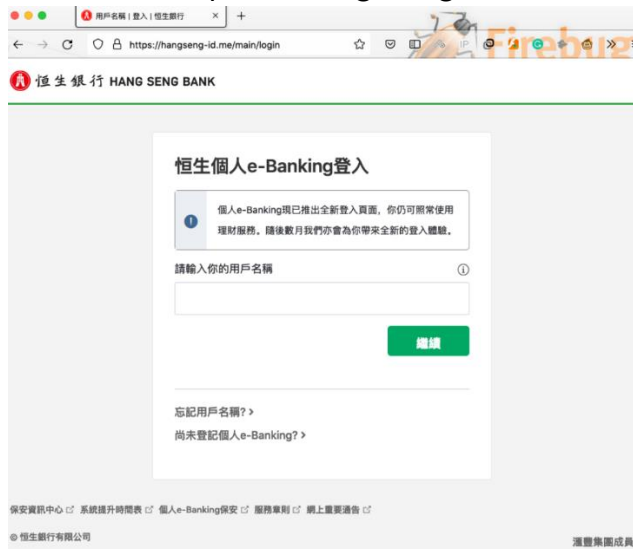 用戶名稱 | 登入 | 恒生銀行
https://hangseng-id.me/main/login
IP
Firebug
恒生銀行 HANG SENG BANK
恒生個人e-Banking登入
個人e-Banking現已推出全新登入頁面，你仍可照常使用
理財服務。隨後數月我們亦會為你帶來全新的登入體驗。
請輸入你的用戶名稱
繼續
忘記用戶名稱?
尚未登記個人e-Banking?
保安資訊中心 系統提升時間表 個人e-Banking保安 服務章則 網上重要通告
© 恒生銀行有限公司
滙豐集團成員